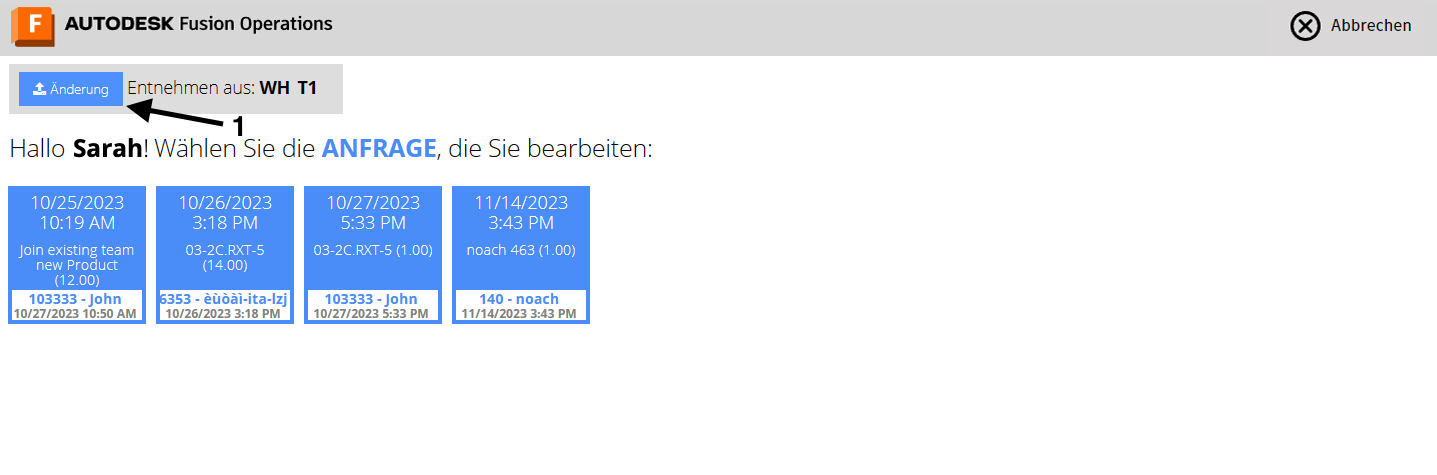 F AUTODESK Fusion Operations
Abbrechen
Änderung Entnehmen aus: WH T1
1
Hallo Sarah! Wählen Sie die ANFRAGE, die Sie bearbeiten:
10/25/2023
10:19 AM
Join existing team
new Product
(12.00)
103333 - John
10/27/2023 10:50 AM
10/26/2023
3:18 PM
03-2C.RXT-5
(14.00)
6353 - èùòàì-ita-lzj
10/26/2023 3:18 PM
10/27/2023
5:33 PM
03-2C.RXT-5 (1.00)
103333 - John
10/27/2023 5:33 PM
11/14/2023
3:43 PM
noach 463 (1.00)
140 - noach
11/14/2023 3:43 PM